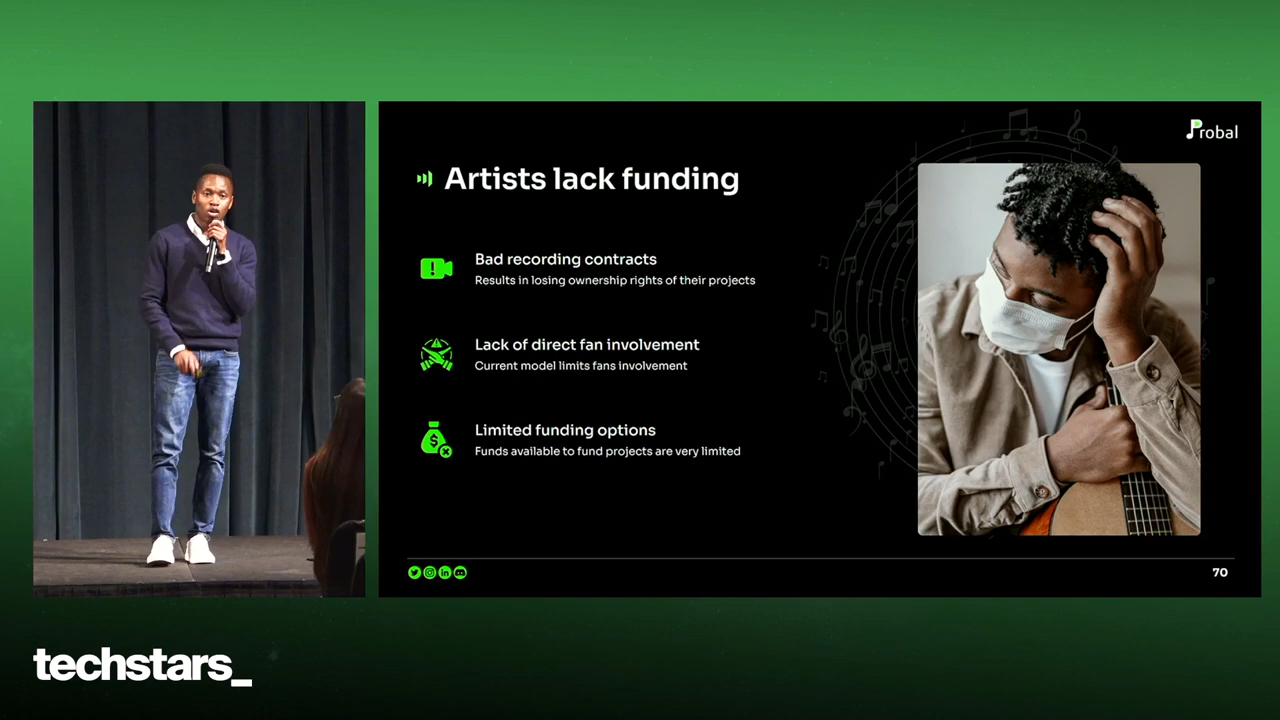 Probal
Artists lack funding
Bad recording contracts
Results in losing ownership rights of their projects
Lack of direct fan involvement
Current model limits fans involvement
Limited funding options
Funds available to fund projects are very limited
70
techstars_